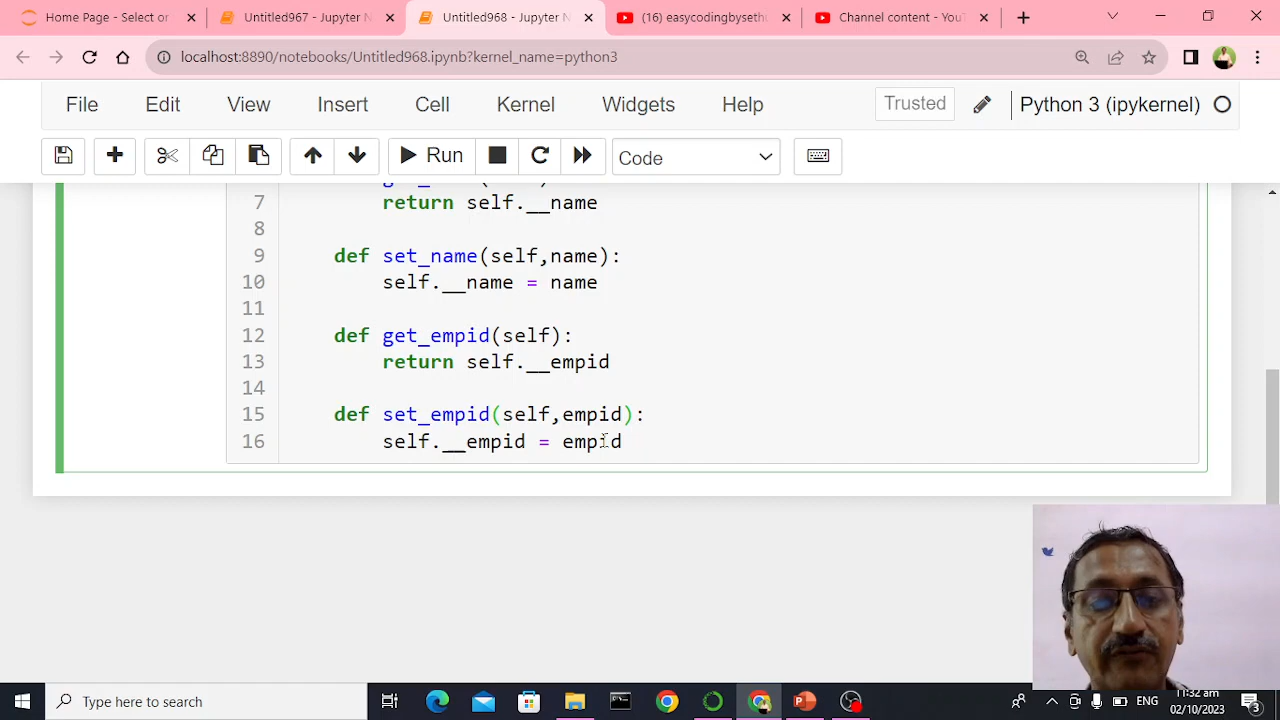 Home Page - Select or
Untitled967 - Jupyter N
Untitled968 - Jupyter N
(16) easycodingbysethu
Channel content - YouT
localhost:8890/notebooks/Untitled968.ipynb?kernel_name=python3
File Edit View Insert Cell Kernel Widgets Help
Trusted
Python 3 (ipykernel)
Run
Code
7 return self.__name
8
9 def set_name(self,name):
10 self.__name = name
11
12 def get_empid(self):
13 return self.__empid
14
15 def set_empid(self,empid):
16 self.__empid = empid
Type here to search
ENG
11:32 am
02/10/2023
3